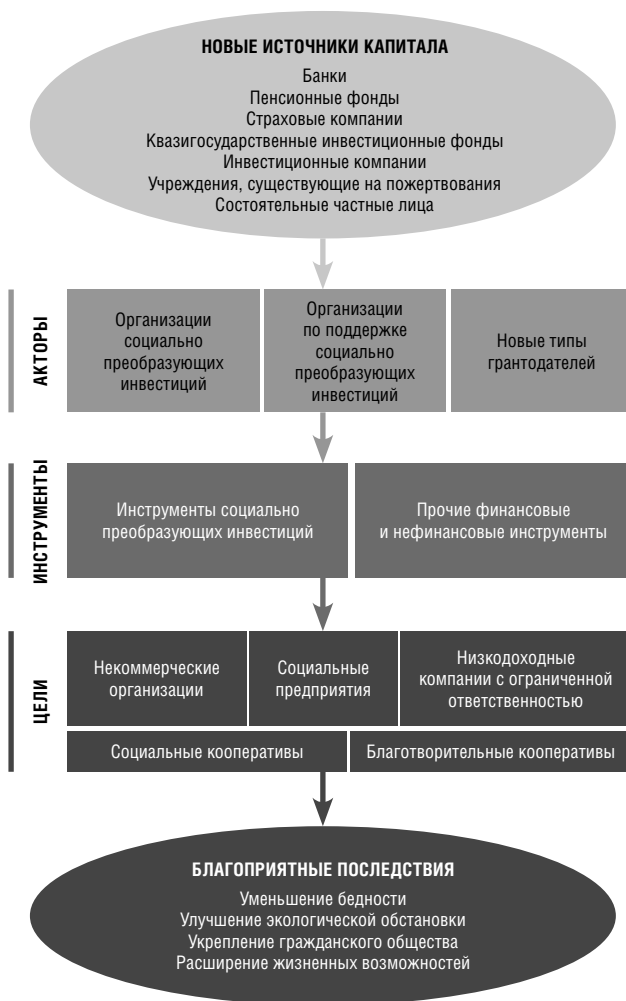 НОВЫЕ ИСТОЧНИКИ КАПИТАЛА
Банки
Пенсионные фонды
Страховые компании
Квазигосударственные инвестиционные фонды
Инвестиционные компании
Учреждения, существующие на пожертвования
Состоятельные частные лица
АКТОРЫ
Организации
социально
преобразующих
инвестиций
Организации
по поддержке
социально
преобразующих
инвестиций
Новые типы
грантодателей
ИНСТРУМЕНТЫ
Инструменты социально
преобразующих инвестиций
Прочие финансовые
и нефинансовые инструменты
ЦЕЛИ
Некоммерческие
организации
Социальные
предприятия
Низкодоходные
компании с ограниченной
ответственностью
Социальные кооперативы
Благотворительные кооперативы
БЛАГОПРИЯТНЫЕ ПОСЛЕДСТВИЯ
Уменьшение бедности
Улучшение экологической обстановки
Укрепление гражданского общества
Расширение жизненных возможностей